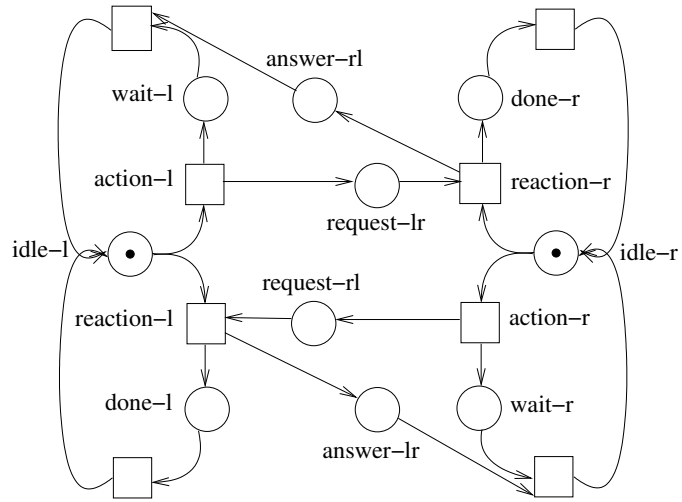 answer−rl
wait−l
done−r
action−l
reaction−r
request−lr
idle−l
idle−r
request−rl
reaction−l
action−r
done−l
wait−r
answer−lr